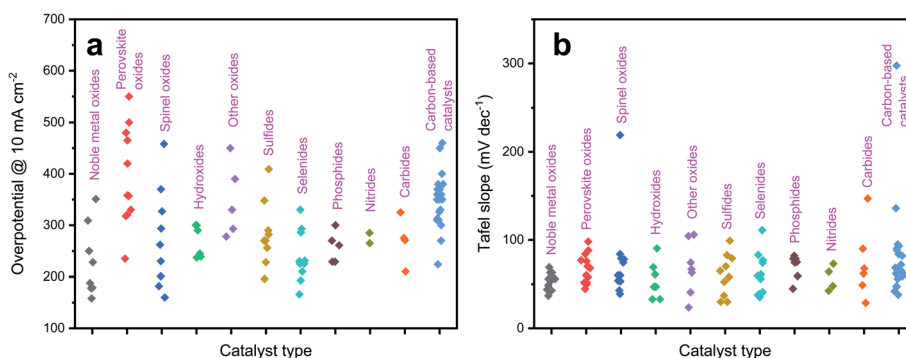 a
700
600
500
400
300
200
100
Overpotential @ 10 mA cm-2
Noble metal oxides
Perovskite
oxides
Spinel oxides
Hydroxides
Other oxides
Sulfides
Selenides
Phosphides
Nitrides
Carbides
Carbon-based
catalysts
Catalyst type
b
300
200
100
0
Tafel slope (mV dec-1)
Noble metal oxides
Perovskite oxides
Spinel oxides
Hydroxides
Other oxides
Sulfides
Selenides
Phosphides
Nitrides
Carbides
Carbon-based
catalysts
Catalyst type